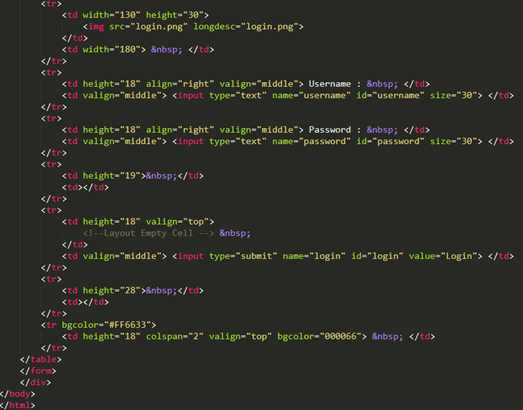 <tr>
<td width="130" height="30">
<img src="login.png" longdesc="login.png">
</td>
<td width="180"> &nbsp; </td>
</tr>
<tr>
<td height="18" align="right" valign="middle"> Username : &nbsp; </td>
<td valign="middle"> <input type="text" name="username" id="username" size="30"> </td>
</tr>
<tr>
<td height="18" align="right" valign="middle"> Password : &nbsp; </td>
<td valign="middle"> <input type="text" name="password" id="password" size="30"> </td>
</tr>
<tr>
<td height="19">&nbsp;</td>
<td></td>
</tr>
<tr>
<td height="18" valign="top">
<!--Layout Empty Cell --> &nbsp;
</td>
<td valign="middle"> <input type="submit" name="login" id="login" value="Login"> </td>
</tr>
<tr>
<td height="28">&nbsp;</td>
<td></td>
</tr>
<tr bgcolor="#FF6633">
<td height="18" colspan="2" valign="top" bgcolor="000066"> &nbsp; </td>
</tr>
</table>
</form>
</div>
</body>
</html>